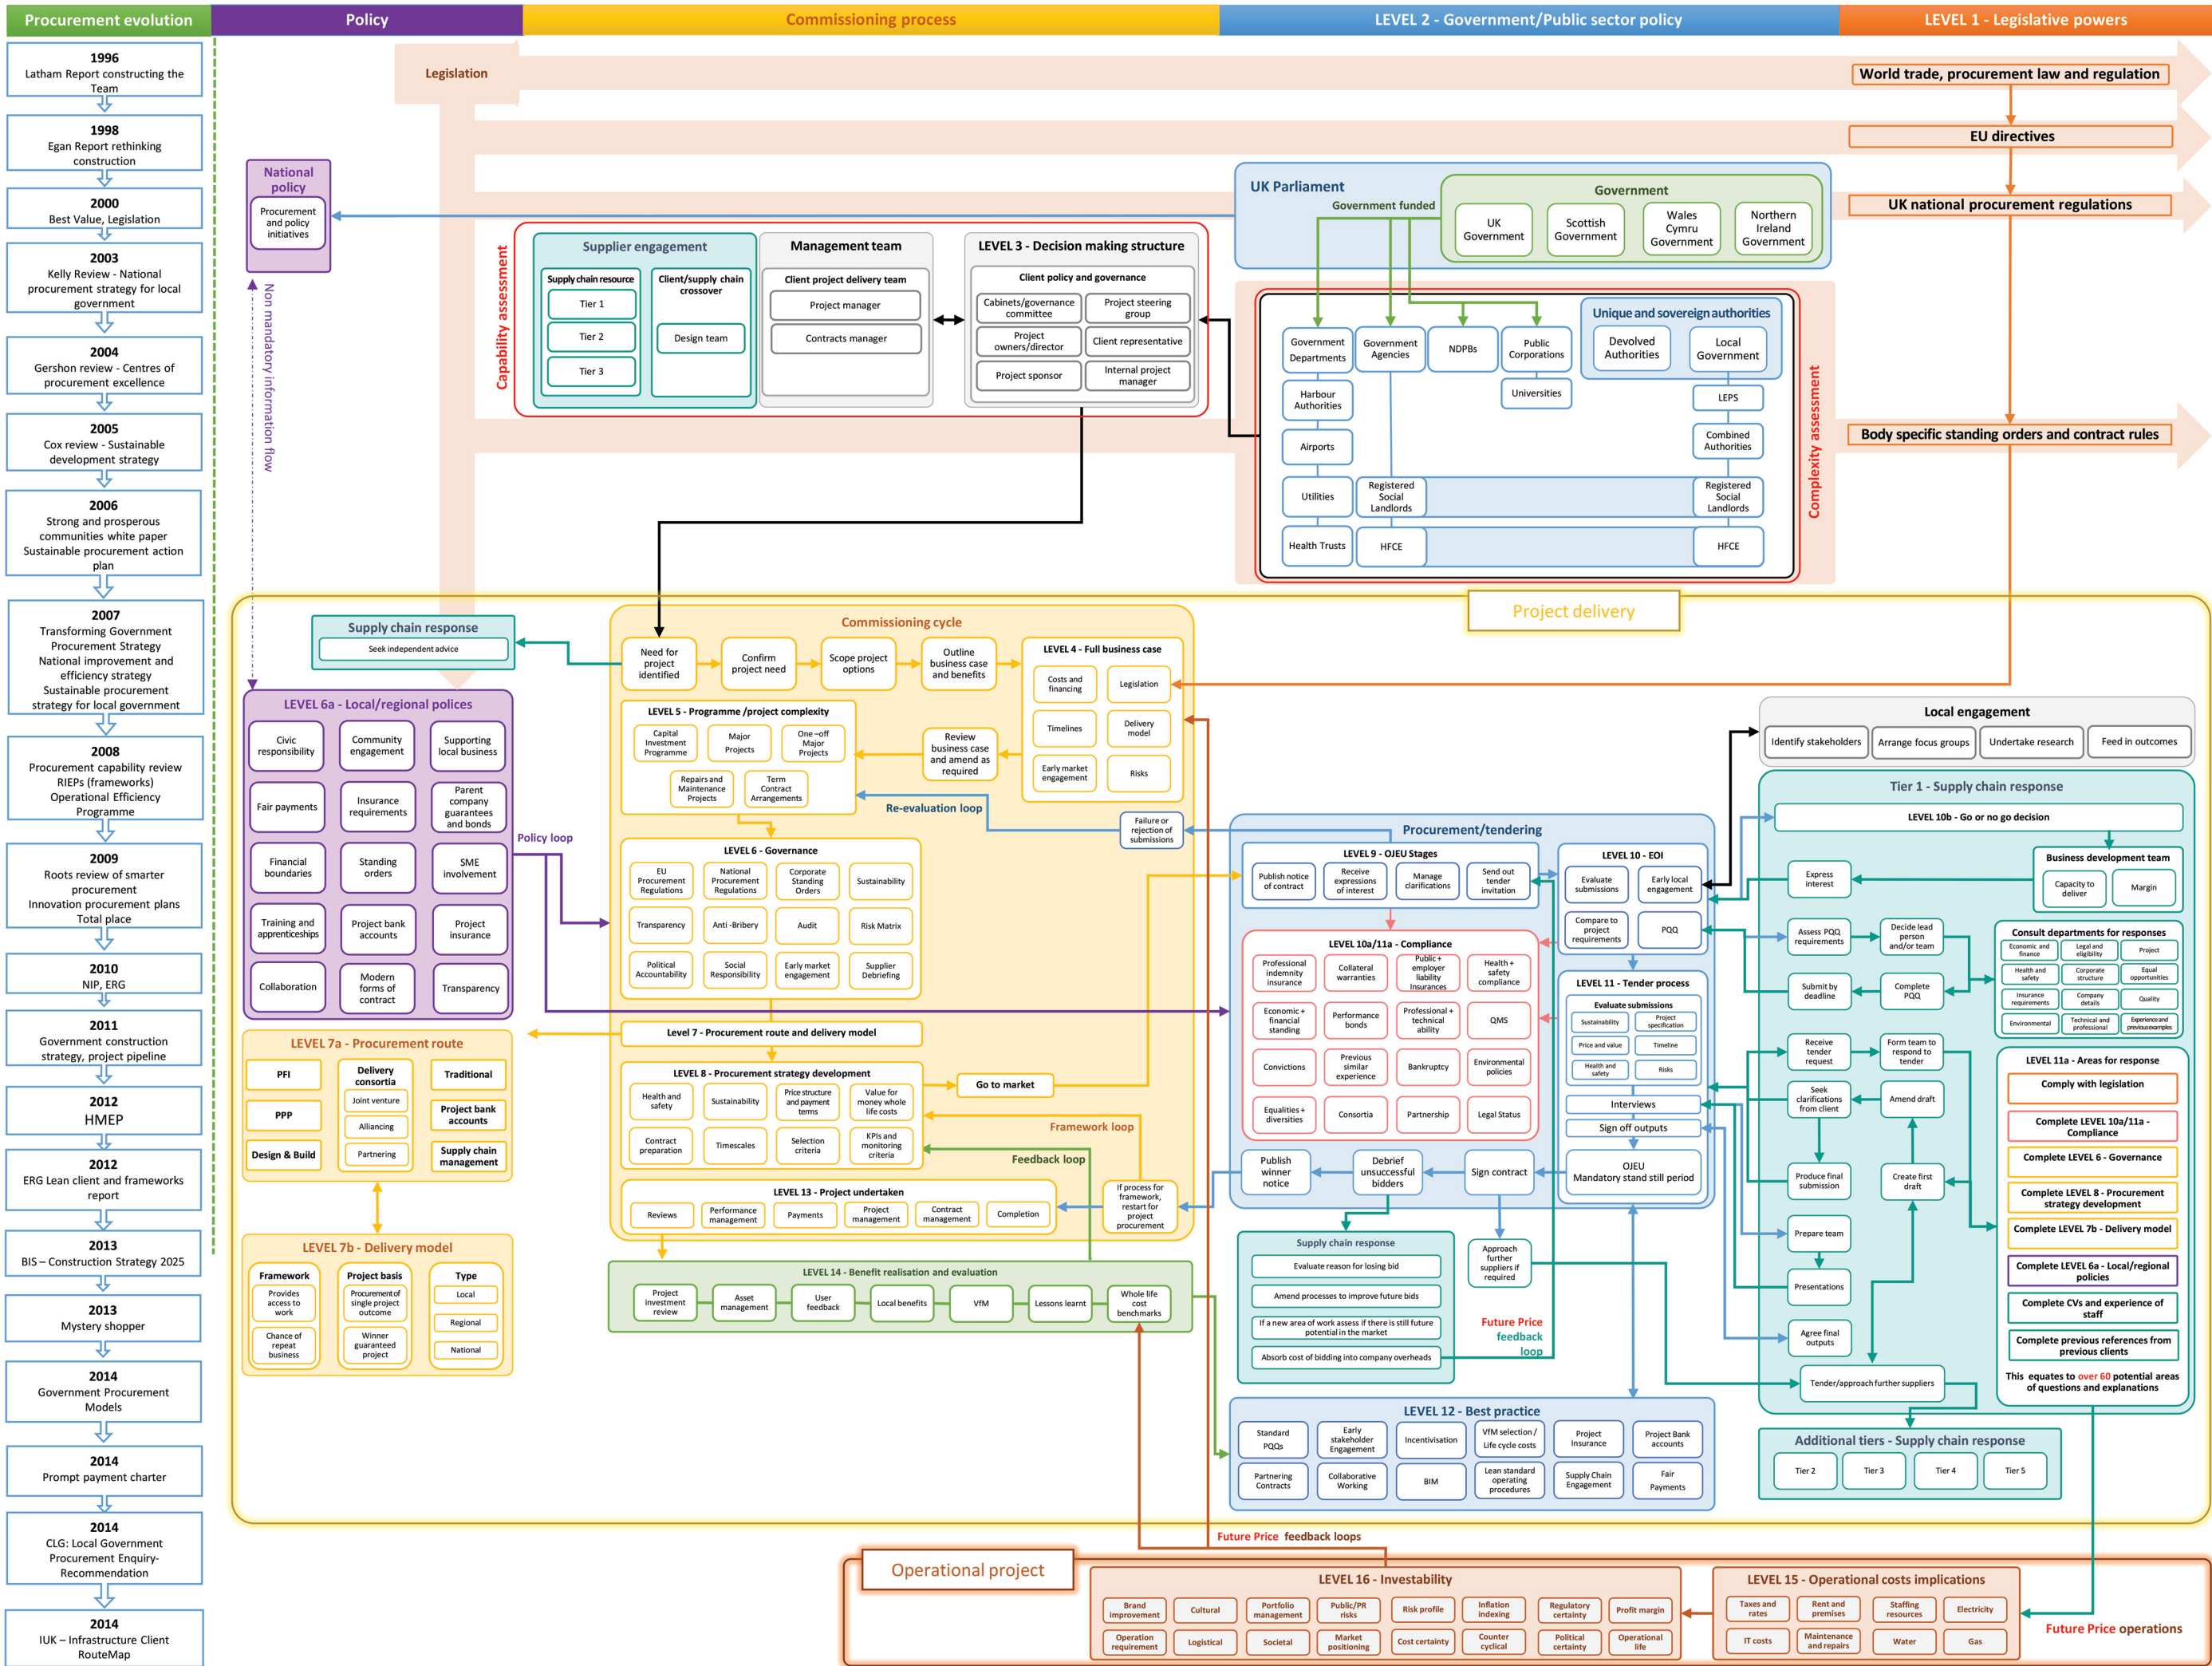 Procurement evolution
Policy
Commissioning process
LEVEL 2 - Government/Public sector policy
LEVEL 1 - Legislative powers
1996
Latham Report constructing the
Team
1998
Egan Report rethinking
construction
2000
Best Value, Legislation
2003
Kelly Review - National
procurement strategy for local
government
2004
Gershon review - Centres of
procurement excellence
2005
Cox review - Sustainable
development strategy
2006
Strong and prosperous
communities white paper
Sustainable procurement action
plan
2007
Transforming Government
Procurement Strategy
National improvement and
efficiency strategy
Sustainable procurement
strategy for local government
2008
Procurement capability review
RIEPs (frameworks)
Operational Efficiency
Programme
2009
Roots review of smarter
procurement
Innovation procurement plans
Total place
2010
NIP, ERG
2011
Government construction
strategy, project pipeline
2012
HMEP
2012
ERG Lean client and frameworks
report
2013
BIS – Construction Strategy 2025
2013
Mystery shopper
2014
Government Procurement
Models
2014
Prompt payment charter
2014
CLG: Local Government
Procurement Enquiry-
Recommendation
2014
IUK – Infrastructure Client
RouteMap
Legislation
World trade, procurement law and regulation
EU directives
UK national procurement regulations
Body specific standing orders and contract rules
National
policy
Procurement
and policy
initiatives
Non mandatory information flow
UK Parliament
Government funded
Government
UK
Government
Scottish
Government
Wales
Cymru
Government
Northern
Ireland
Government
Capability assessment
Supplier engagement
Supply chain resource
Tier 1
Tier 2
Tier 3
Client/supply chain
crossover
Design team
Management team
Client project delivery team
Project manager
Contracts manager
LEVEL 3 - Decision making structure
Client policy and governance
Cabinets/governance
committee
Project steering
group
Project
owners/director
Client representative
Project sponsor
Internal project
manager
Complexity assessment
Government
Departments
Government
Agencies
NDPBs
Public
Corporations
Unique and sovereign authorities
Devolved
Authorities
Local
Government
Harbour
Authorities
Universities
LEPS
Airports
Combined
Authorities
Utilities
Registered
Social
Landlords
Registered
Social
Landlords
Health Trusts
HFCE
HFCE
Project delivery
Supply chain response
Seek independent advice
LEVEL 6a - Local/regional polices
Civic
responsibility
Community
engagement
Supporting
local business
Fair payments
Insurance
requirements
Parent
company
guarantees
and bonds
Financial
boundaries
Standing
orders
SME
involvement
Training and
apprenticeships
Project bank
accounts
Project
insurance
Collaboration
Modern
forms of
contract
Transparency
Policy loop
LEVEL 7a - Procurement route
PFI
PPP
Design & Build
Delivery
consortia
Joint venture
Alliancing
Partnering
Traditional
Project bank
accounts
Supply chain
management
LEVEL 7b - Delivery model
Framework
Provides
access to
work
Chance of
repeat
business
Project basis
Procurement of
single project
outcome
Winner
guaranteed
project
Type
Local
Regional
National
Commissioning cycle
Need for
project
identified
Confirm
project need
Scope project
options
Outline
business case
and benefits
LEVEL 4 - Full business case
Costs and
financing
Legislation
Timelines
Delivery
model
Early market
engagement
Risks
LEVEL 5 - Programme /project complexity
Capital
Investment
Programme
Major
Projects
One –off
Major
Projects
Repairs and
Maintenance
Projects
Term
Contract
Arrangements
Review
business case
and amend as
required
Re-evaluation loop
Failure or
rejection of
submissions
LEVEL 6 - Governance
EU
Procurement
Regulations
National
Procurement
Regulations
Corporate
Standing
Orders
Sustainability
Transparency
Anti -Bribery
Audit
Risk Matrix
Political
Accountability
Social
Responsibility
Early market
engagement
Supplier
Debriefing
Level 7 - Procurement route and delivery model
LEVEL 8 - Procurement strategy development
Health and
safety
Sustainability
Price structure
and payment
terms
Value for
money whole
life costs
Contract
preparation
Timescales
Selection
criteria
KPIs and
monitoring
criteria
Go to market
Framework loop
Feedback loop
LEVEL 13 - Project undertaken
Reviews
Performance
management
Payments
Project
management
Contract
management
Completion
If process for
framework,
restart for
project
procurement
LEVEL 14 - Benefit realisation and evaluation
Project
investment
review
Asset
management
User
feedback
Local benefits
VfM
Lessons learnt
Whole life
cost
benchmarks
Procurement/tendering
LEVEL 9 - OJEU Stages
Publish notice
of contract
Receive
expressions
of interest
Manage
clarifications
Send out
tender
invitation
LEVEL 10 - EOI
Evaluate
submissions
Early local
engagement
Compare to
project
requirements
PQQ
LEVEL 10a/11a - Compliance
Professional
indemnity
insurance
Collateral
warranties
Public +
employer
liability
Insurances
Health +
safety
compliance
Economic +
financial
standing
Performance
bonds
Professional +
technical
ability
QMS
Convictions
Previous
similar
experience
Bankruptcy
Environmental
policies
Equalities +
diversities
Consortia
Partnership
Legal Status
LEVEL 11 - Tender process
Evaluate submissions
Sustainability
Project
specification
Price and value
Timeline
Health and
safety
Risks
Interviews
Sign off outputs
OJEU
Mandatory stand still period
Publish
winner
notice
Debrief
unsuccessful
bidders
Sign contract
Supply chain response
Evaluate reason for losing bid
Amend processes to improve future bids
If a new area of work assess if there is still future
potential in the market
Absorb cost of bidding into company overheads
Approach
further
suppliers if
required
Future Price
feedback
loop
LEVEL 12 - Best practice
Standard
PQQs
Early
stakeholder
Engagement
Incentivisation
VfM selection /
Life cycle costs
Project
Insurance
Project Bank
accounts
Partnering
Contracts
Collaborative
Working
BIM
Lean standard
operating
procedures
Supply Chain
Engagement
Fair
Payments
Local engagement
Identify stakeholders
Arrange focus groups
Undertake research
Feed in outcomes
Tier 1 - Supply chain response
LEVEL 10b - Go or no go decision
Business development team
Capacity to
deliver
Margin
Express
interest
Assess PQQ
requirements
Decide lead
person
and/or team
Submit by
deadline
Complete
PQQ
Consult departments for responses
Economic and
finance
Legal and
eligibility
Project
Health and
safety
Corporate
structure
Equal
opportunities
Insurance
requirements
Company
details
Quality
Environmental
Technical and
professional
Experience and
previous examples
Receive
tender
request
Form team to
respond to
tender
Seek
clarifications
from client
Amend draft
Produce final
submission
Create first
draft
Prepare team
Presentations
Agree final
outputs
Tender/approach further suppliers
LEVEL 11a - Areas for response
Comply with legislation
Complete LEVEL 10a/11a -
Compliance
Complete LEVEL 6 - Governance
Complete LEVEL 8 - Procurement
strategy development
Complete LEVEL 7b - Delivery model
Complete LEVEL 6a - Local/regional
policies
Complete CVs and experience of
staff
Complete previous references from
previous clients
This equates to over 60 potential areas
of questions and explanations
Additional tiers - Supply chain response
Tier 2
Tier 3
Tier 4
Tier 5
Future Price feedback loops
Operational project
LEVEL 16 - Investability
Brand
improvement
Cultural
Portfolio
management
Public/PR
risks
Risk profile
Inflation
indexing
Regulatory
certainty
Profit margin
Operation
requirement
Logistical
Societal
Market
positioning
Cost certainty
Counter
cyclical
Political
certainty
Operational
life
LEVEL 15 - Operational costs implications
Taxes and
rates
Rent and
premises
Staffing
resources
Electricity
IT costs
Maintenance
and repairs
Water
Gas
Future Price operations